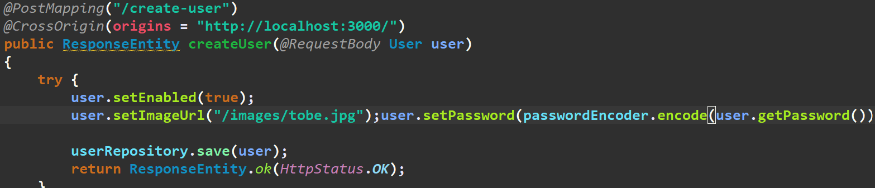 @PostMapping("/create-user")
@CrossOrigin(origins = "http://localhost:3000/")
public ResponseEntity createUser(@RequestBody User user)
{
try {
user.setEnabled(true);
user.setImageUrl("/images/tobe.jpg");user.setPassword(passwordEncoder.encode(user.getPassword())
userRepository.save(user);
return ResponseEntity.ok(HttpStatus.OK);
}